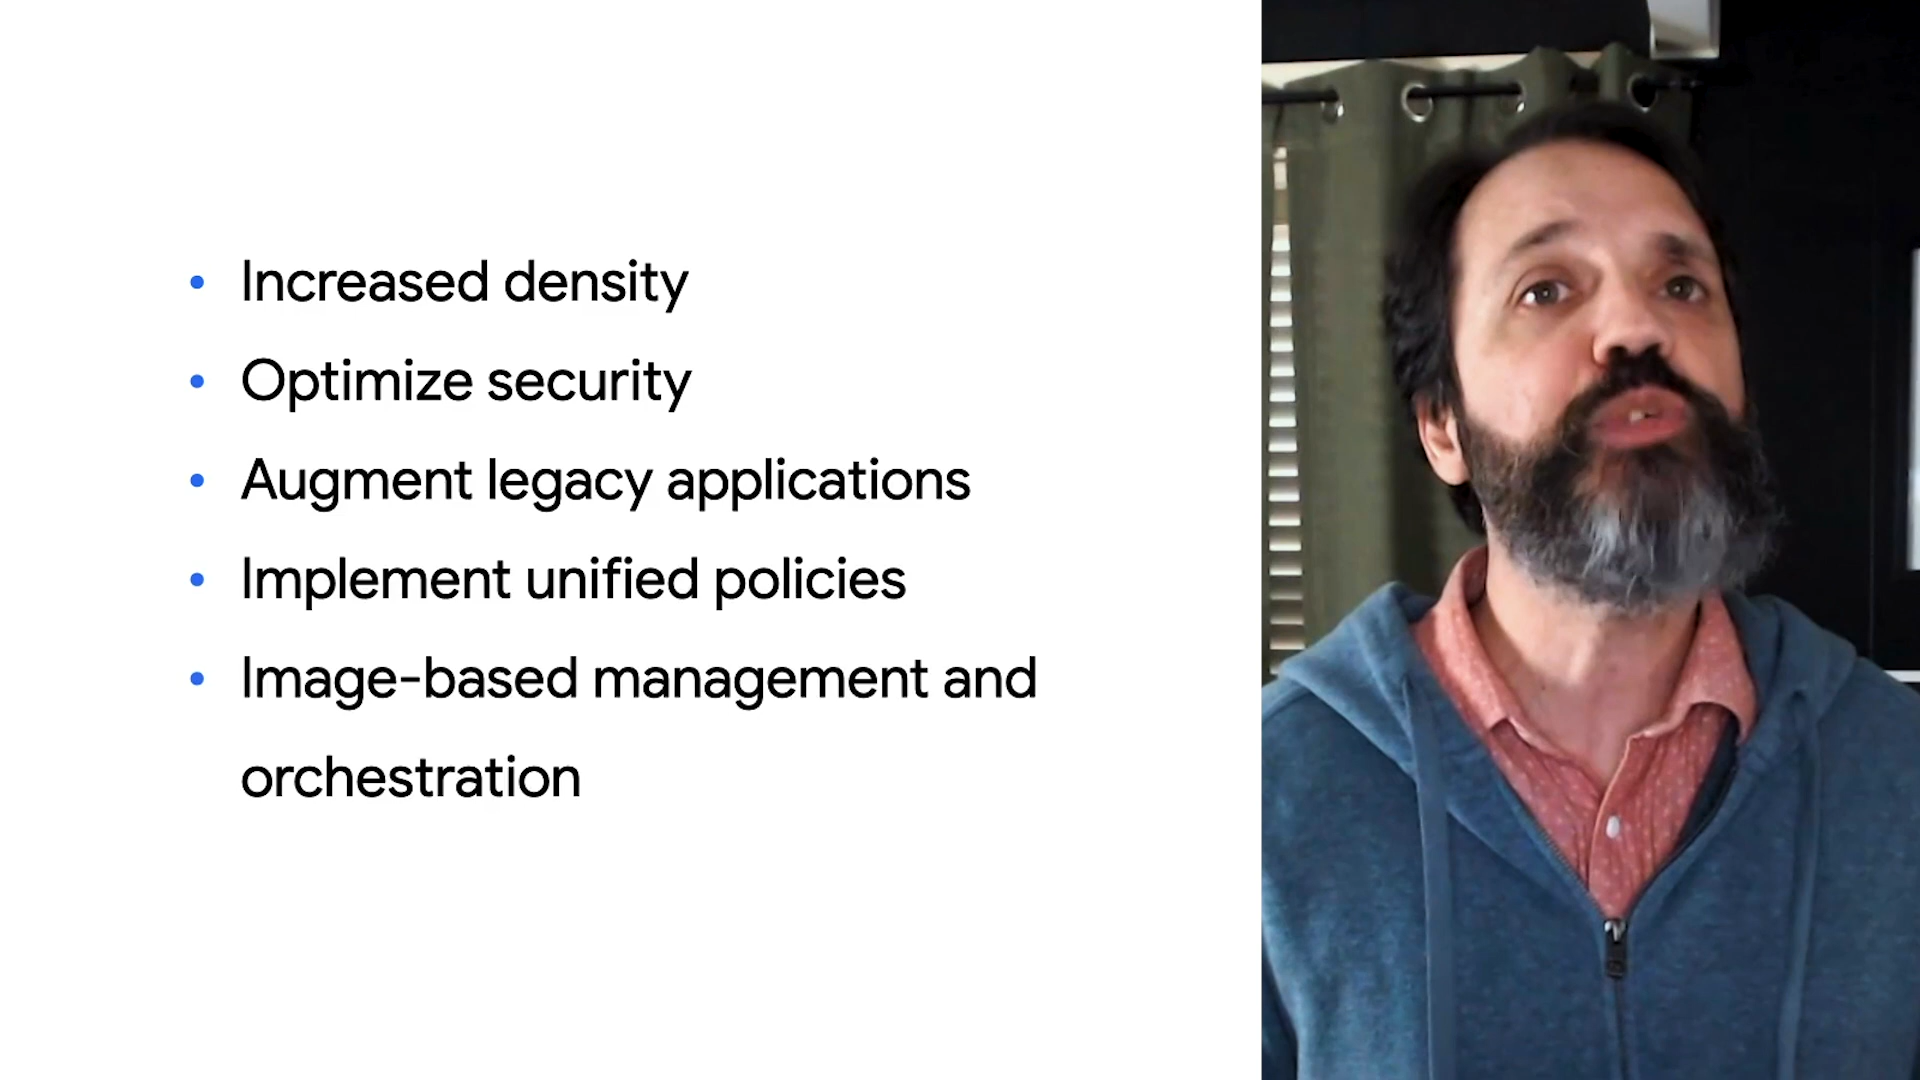 • Increased density
• Optimize security
• Augment legacy applications
• Implement unified policies
• Image-based management and
orchestration